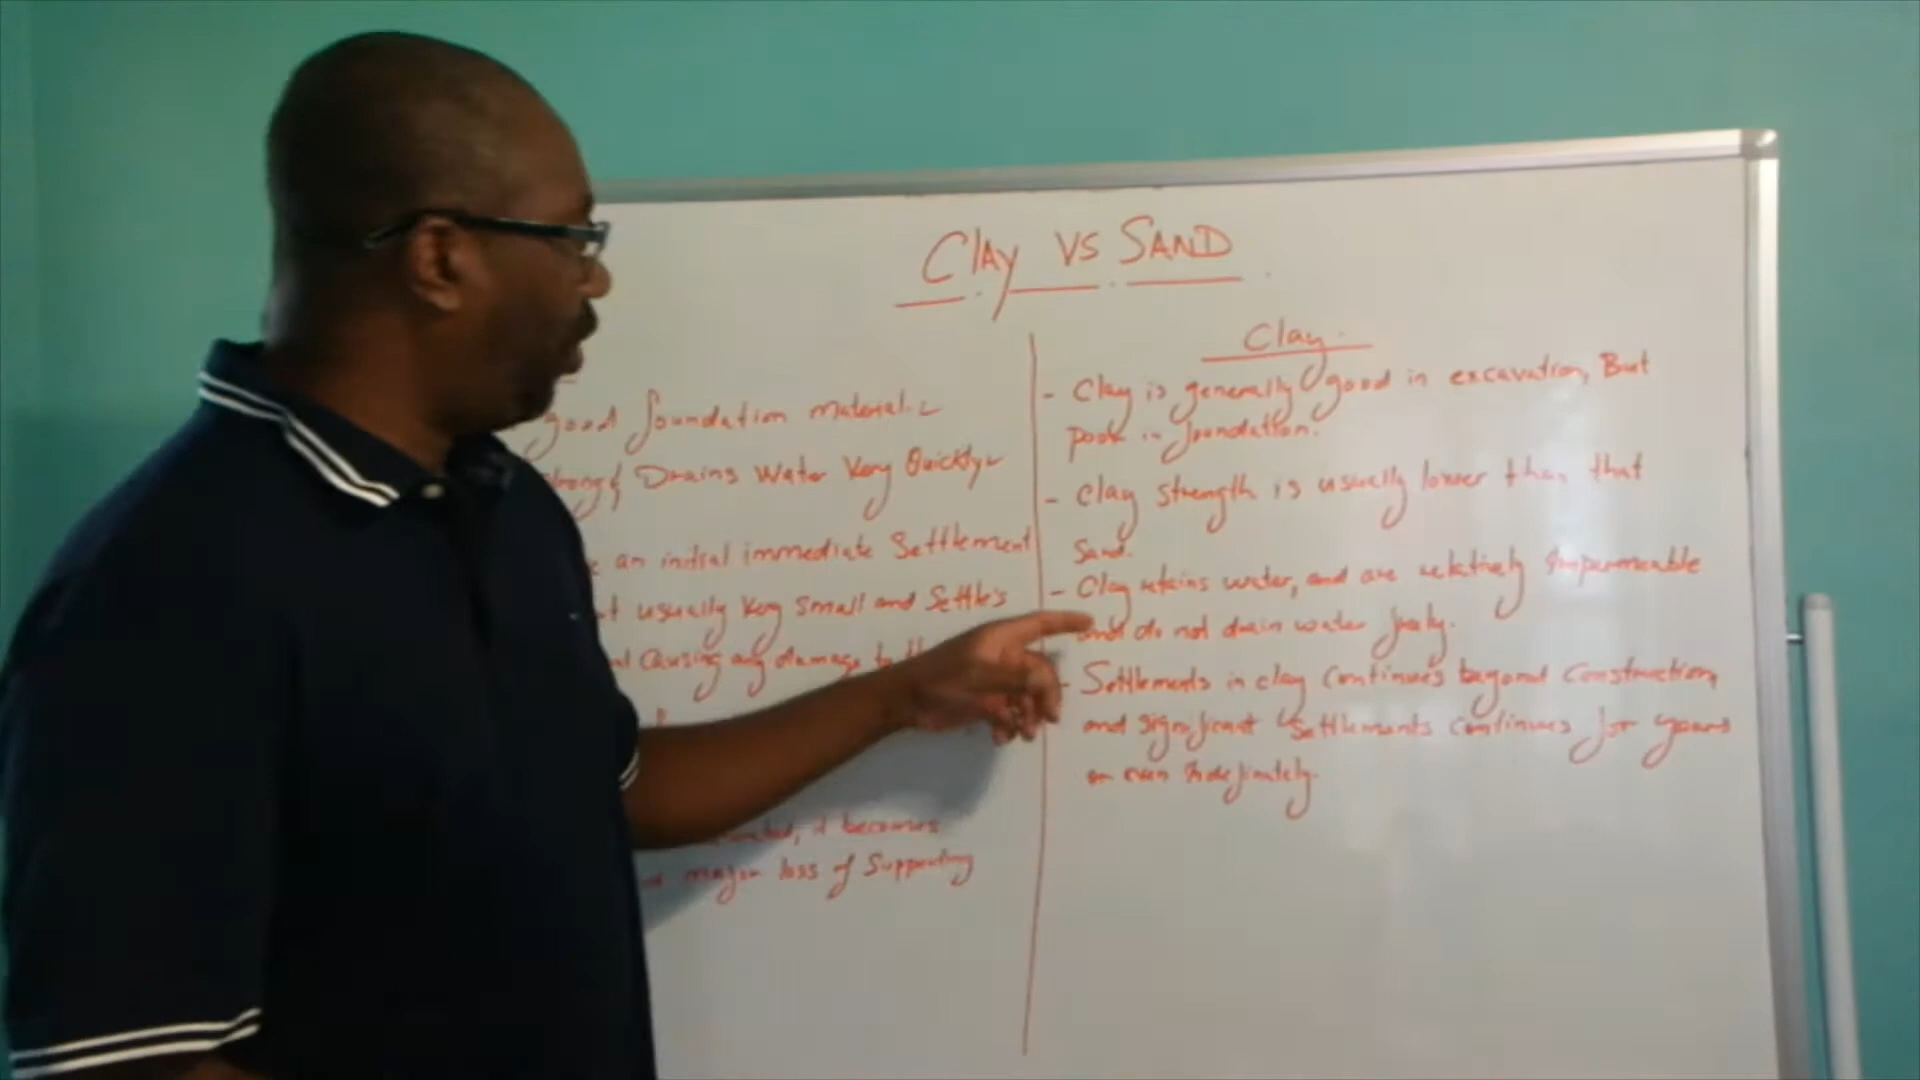 Clay vs SAND
good foundation material.
Drains Water Very Quickly
an initial immediate Settlement
usually very small and Settles
Causing any damage to
it becomes
major loss of Supporting
Clay
- Clay is generally good in excavation, But
poor in foundation.
- Clay strength is usually lower than that
Sand.
- Clay retains water, and are relatively Impermeable
and do not drain water freely.
- Settlements in clay continues beyond construction,
and significant Settlements continues for years
or even Indefinately.